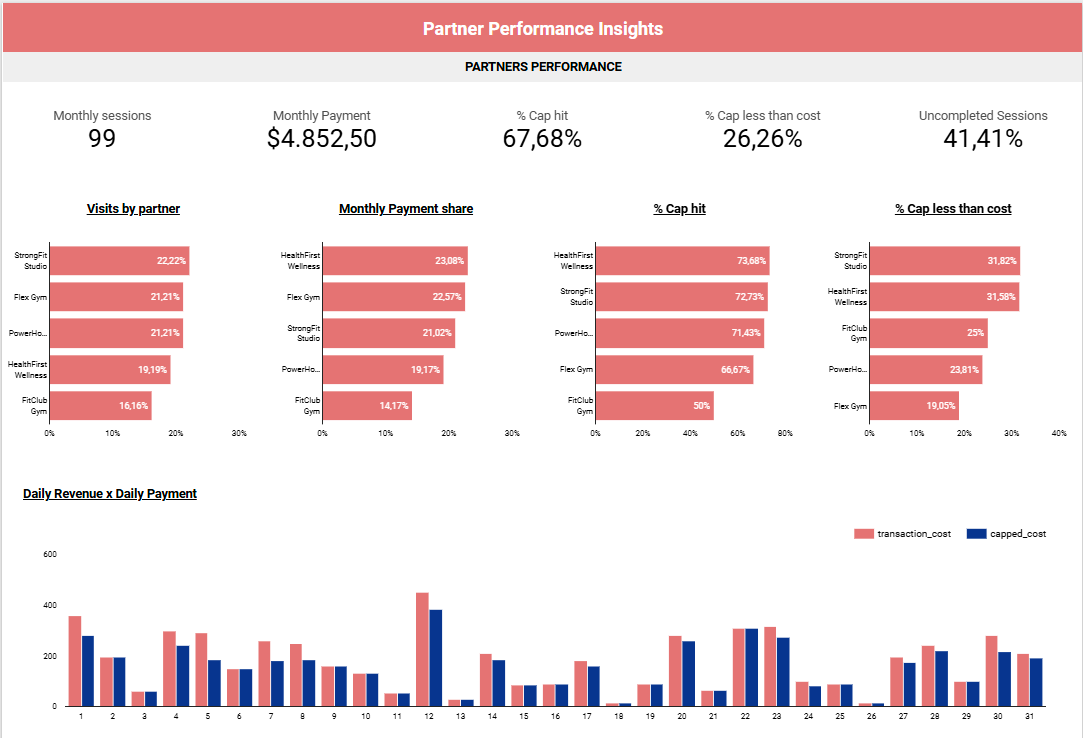 Partner Performance Insights
PARTNERS PERFORMANCE
Monthly sessions
99
Monthly Payment
$4.852,50
% Cap hit
67,68%
% Cap less than cost
26,26%
Uncompleted Sessions
41,41%
Visits by partner
StrongFit
Studio
22,22%
Flex Gym
21,21%
PowerHo...
21,21%
HealthFirst
Wellness
19,19%
FitClub
Gym
16,16%
0% 10% 20% 30%
Monthly Payment share
HealthFirst
Wellness
23,08%
Flex Gym
22,57%
StrongFit
Studio
21,02%
PowerHo...
19,17%
FitClub
Gym
14,17%
0% 10% 20% 30%
% Cap hit
HealthFirst
Wellness
73,68%
StrongFit
Studio
72,73%
PowerHo...
71,43%
Flex Gym
66,67%
FitClub
Gym
50%
0% 20% 40% 60% 80%
% Cap less than cost
StrongFit
Studio
31,82%
HealthFirst
Wellness
31,58%
FitClub
Gym
25%
PowerHo...
23,81%
Flex Gym
19,05%
0% 10% 20% 30% 40%
Daily Revenue x Daily Payment
transaction_cost capped_cost
600
400
200
0
1 2 3 4 5 6 7 8 9 10 11 12 13 14 15 16 17 18 19 20 21 22 23 24 25 26 27 28 29 30 31